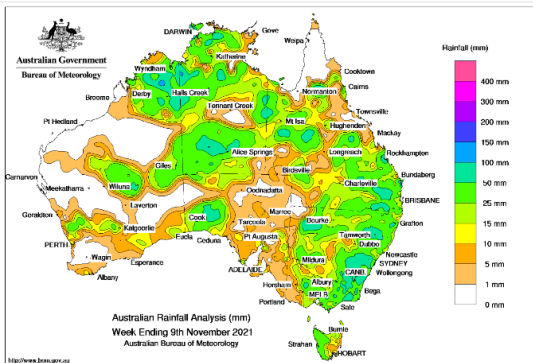 Australian Government
Bureau of Meteorology
DARWIN
Gove
Weipa
Katherine
Wyndham
Cooktown
Derby
Halls Creek
Normanton
Cairns
Broome
Tennant Creek
Townsville
Pt Hedland
Mt Isa
Hughenden
Mackay
Giles
Alice Springs
Longreach
Rockhampton
Carnarvon
Meekatharra
Wiluna
Birdsville
Charleville
Bundaberg
Oodnadatta
BRISBANE
Geraldton
Laverton
Cook
Marree
Bourke
Grafton
Kalgoorlie
Tarcoola
Tamworth
PERTH
Eucla
Ceduna
Pt Augusta
Dubbo
Newcastle
Wagin
Esperance
Mildura
SYDNEY
Albany
ADELAIDE
CANB.
Wollongong
Horsham
Albury
Bega
Portland
MELB
Sale
Strahan
Burnie
HOBART
Rainfall (mm)
400 mm
300 mm
200 mm
150 mm
100 mm
50 mm
25 mm
15 mm
10 mm
5 mm
1 mm
0 mm
Australian Rainfall Analysis (mm)
Week Ending 9th November 2021
Australian Bureau of Meteorology
http://www.bom.gov.au